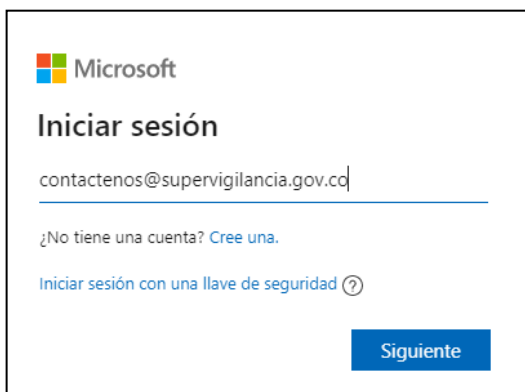 Microsoft
Iniciar sesión
contactenos@supervigilancia.gov.co
¿No tiene una cuenta? Cree una.
Iniciar sesión con una llave de seguridad ?
Siguiente